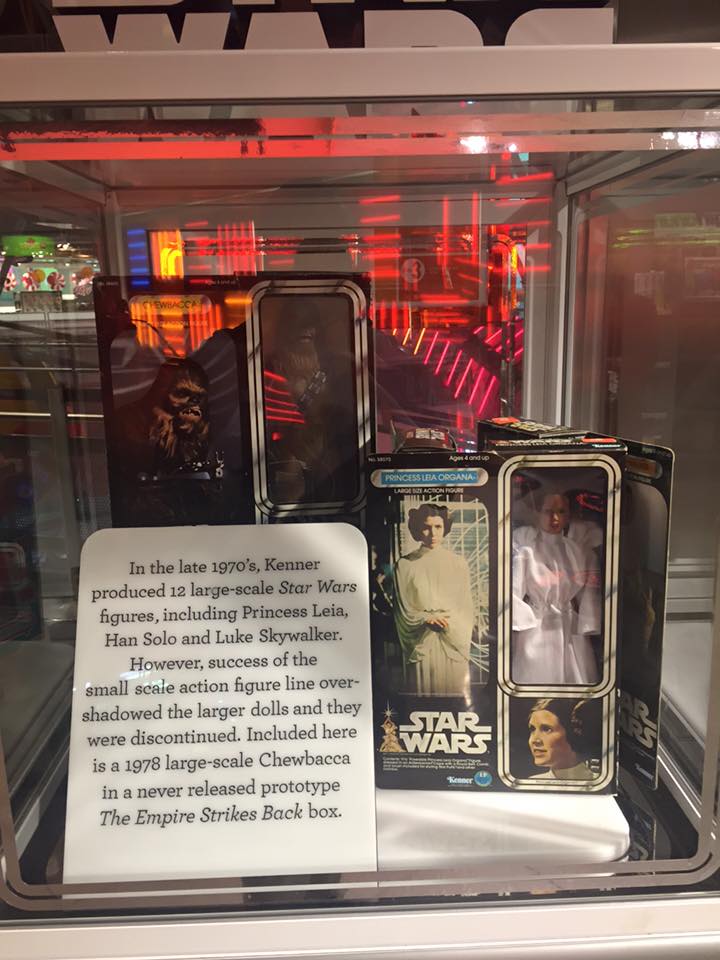 WARS
CHEWBACCA
No. 38070
Ages 4 and up
PRINCESS LEIA ORGANA
LARGE SIZE ACTION FIGURE
STAR
WARS
Kenner
In the late 1970's, Kenner
produced 12 large-scale Star Wars
figures, including Princess Leia,
Han Solo and Luke Skywalker.
However, success of the
small scale action figure line over-
shadowed the larger dolls and they
were discontinued. Included here
is a 1978 large-scale Chewbacca
in a never released prototype
The Empire Strikes Back box.